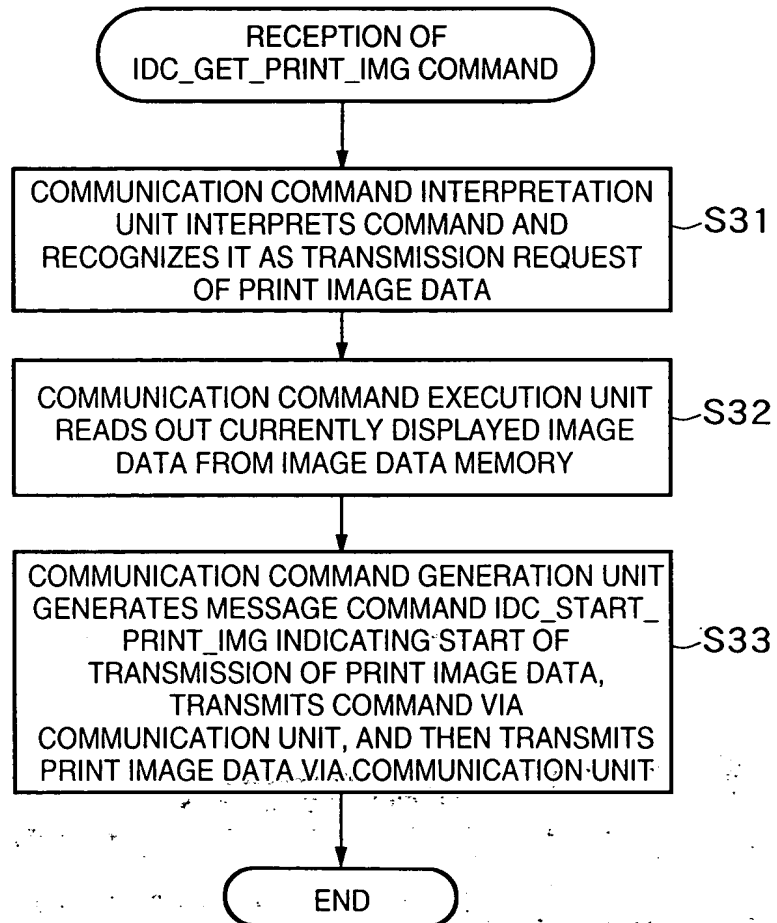 RECEPTION OF
IDC_GET_PRINT_IMG COMMAND
COMMUNICATION COMMAND INTERPRETATION
UNIT INTERPRETS COMMAND AND
RECOGNIZES IT AS TRANSMISSION REQUEST
OF PRINT IMAGE DATA
S31
COMMUNICATION COMMAND EXECUTION UNIT
READS OUT CURRENTLY DISPLAYED IMAGE
DATA FROM IMAGE DATA MEMORY
S32
COMMUNICATION COMMAND GENERATION UNIT
GENERATES MESSAGE COMMAND IDC_START_
PRINT_IMG INDICATING START OF
TRANSMISSION OF PRINT IMAGE DATA,
TRANSMITS COMMAND VIA
COMMUNICATION UNIT, AND THEN TRANSMITS
PRINT IMAGE DATA VIA COMMUNICATION UNIT
S33
END